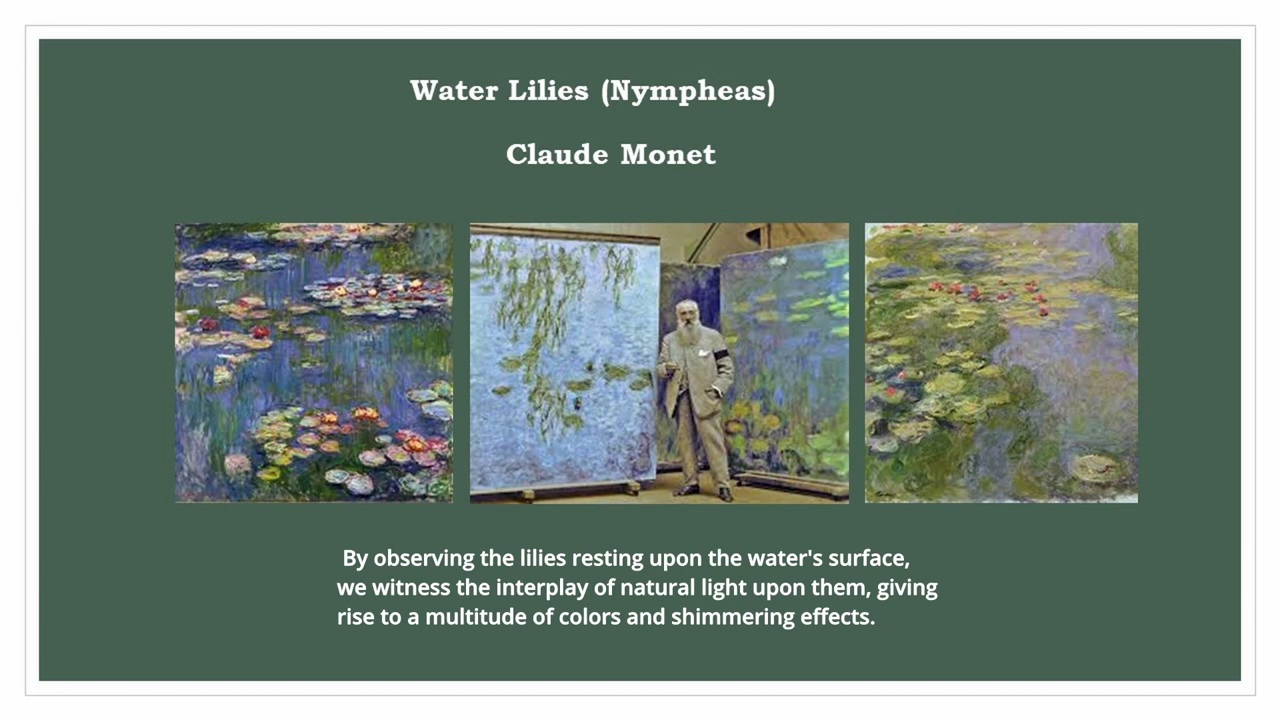 Water Lilies (Nympheas)
Claude Monet
By observing the lilies resting upon the water's surface,
we witness the interplay of natural light upon them, giving
rise to a multitude of colors and shimmering effects.